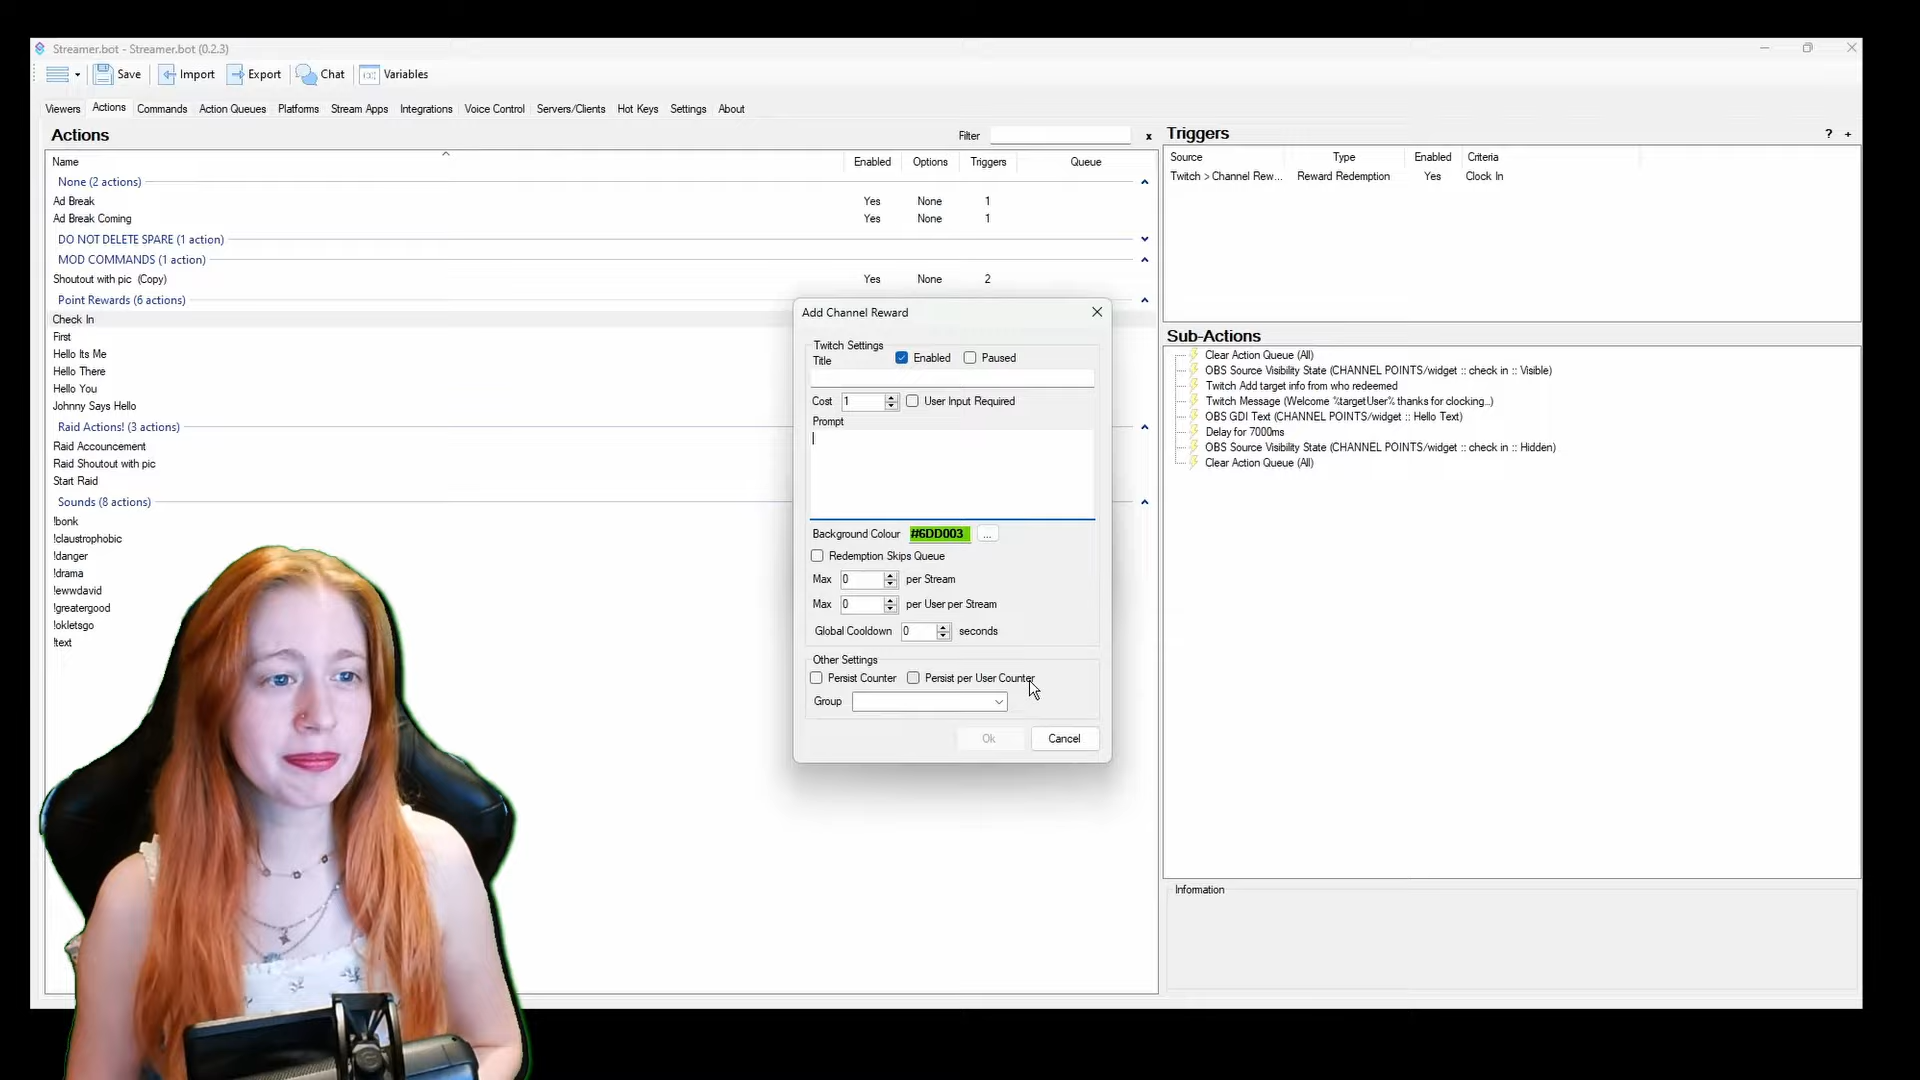 Streamer.bot - Streamer.bot (0.2.3)
Save Import Export Chat Variables
Viewers Actions Commands Action Queues Platforms Stream Apps Integrations Voice Control Servers/Clients Hot Keys Settings About
Actions
Filter
x
Name Enabled Options Triggers Queue
None (2 actions)
Ad Break Yes None 1
Ad Break Coming Yes None 1
DO NOT DELETE SPARE (1 action)
MOD COMMANDS (1 action)
Shoutout with pic (Copy) Yes None 2
Point Rewards (6 actions)
Check In
First
Hello Its Me
Hello There
Hello You
Johnny Says Hello
Raid Actions! (3 actions)
Raid Accouncement
Raid Shoutout with pic
Start Raid
Sounds (8 actions)
!bonk
!claustrophobic
!danger
!drama
!ewwdavid
!greatergood
!okletsgo
!text
Add Channel Reward
Twitch Settings
Title
Enabled
Paused
Cost 1
User Input Required
Prompt
Background Colour #6DD003 ...
Redemption Skips Queue
Max 0 per Stream
Max 0 per User per Stream
Global Cooldown 0 seconds
Other Settings
Persist Counter
Persist per User Counter
Group
Ok
Cancel
Triggers
? +
Source Type Enabled Criteria
Twitch > Channel Rew... Reward Redemption Yes Clock In
Sub-Actions
Clear Action Queue (All)
OBS Source Visibility State (CHANNEL POINTS/widget :: check in :: Visible)
Twitch Add target info from who redeemed
Twitch Message (Welcome %targetUser% thanks for clocking...)
OBS GDI Text (CHANNEL POINTS/widget :: Hello Text)
Delay for 7000ms
OBS Source Visibility State (CHANNEL POINTS/widget :: check in :: Hidden)
Clear Action Queue (All)
Information